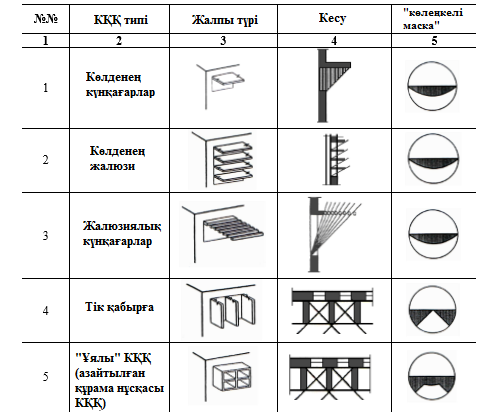 №№ КҚҚ типі Жалпы түрі Кесу "көлеңкелі
маска"
1 2 3 4 5
1 Көлденең
күнқағарлар
2 Көлденең
жалюзи
3 Жалюзиялық
күнқағарлар
4 Тік қабырға
5 "Ұялы" КҚҚ
(азайтылған
құрама нұсқасы
КҚҚ)